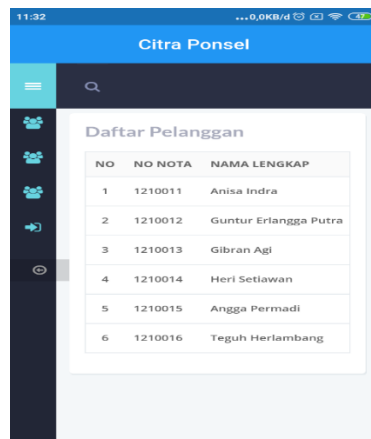 11:32 ...0,0KB/d 47
Citra Ponsel
Daftar Pelanggan
NO NO NOTA NAMA LENGKAP
1 1210011 Anisa Indra
2 1210012 Guntur Erlangga Putra
3 1210013 Gibran Agi
4 1210014 Heri Setiawan
5 1210015 Angga Permadi
6 1210016 Teguh Herlambang